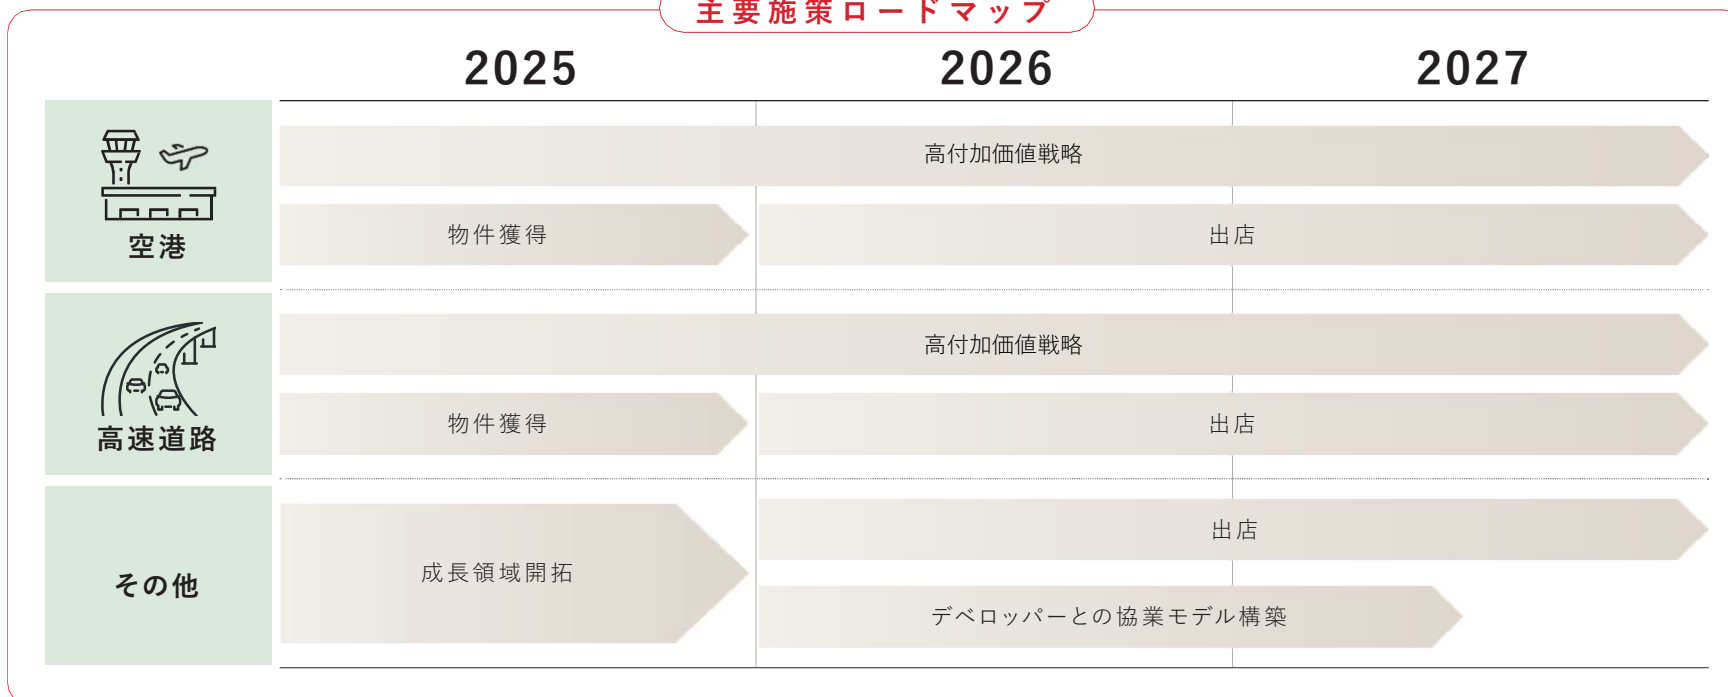 主要施策ロードマップ
2025
2026
2027
空港
高付加価値戦略
物件獲得
出店
高速道路
高付加価値戦略
物件獲得
出店
その他
成長領域開拓
出店
デベロッパーとの協業モデル構築